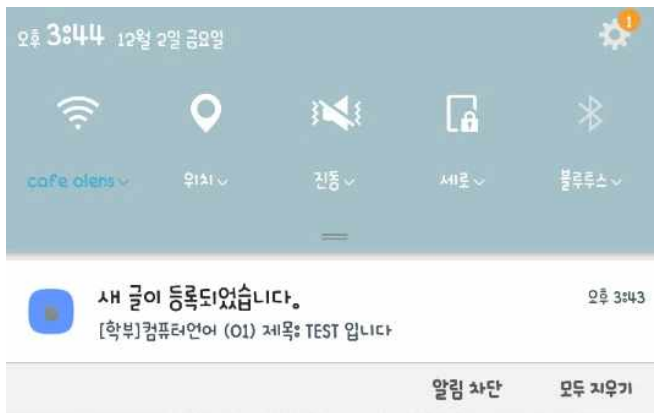 오후 3:44 12월 2일 금요일
1
cafe olens 위치 진동 세로 블루투스
새 글이 등록되었습니다.
오후 3:43
[학부]컴퓨터언어 (01) 제목: TEST 입니다
알림 차단 모두 지우기